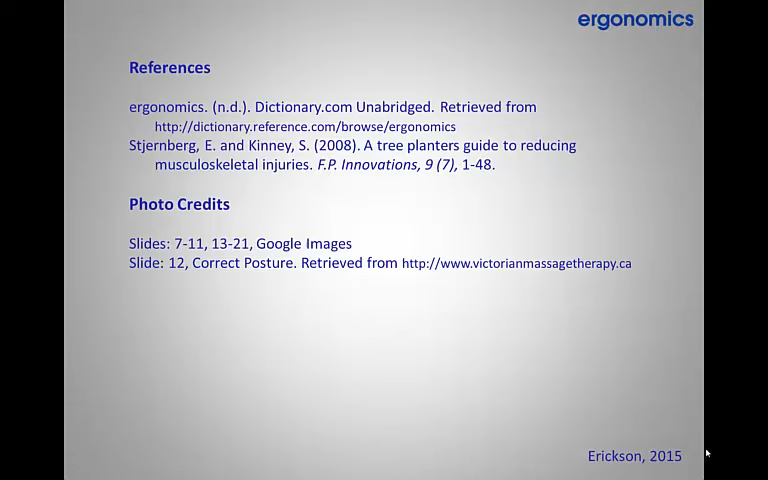 ergonomics
References
ergonomics. (n.d.). Dictionary.com Unabridged. Retrieved from
http://dictionary.reference.com/browse/ergonomics
Stjernberg, E. and Kinney, S. (2008). A tree planters guide to reducing
musculoskeletal injuries. F.P. Innovations, 9 (7), 1-48.
Photo Credits
Slides: 7-11, 13-21, Google Images
Slide: 12, Correct Posture. Retrieved from http://www.victorianmassagetherapy.ca
Erickson, 2015